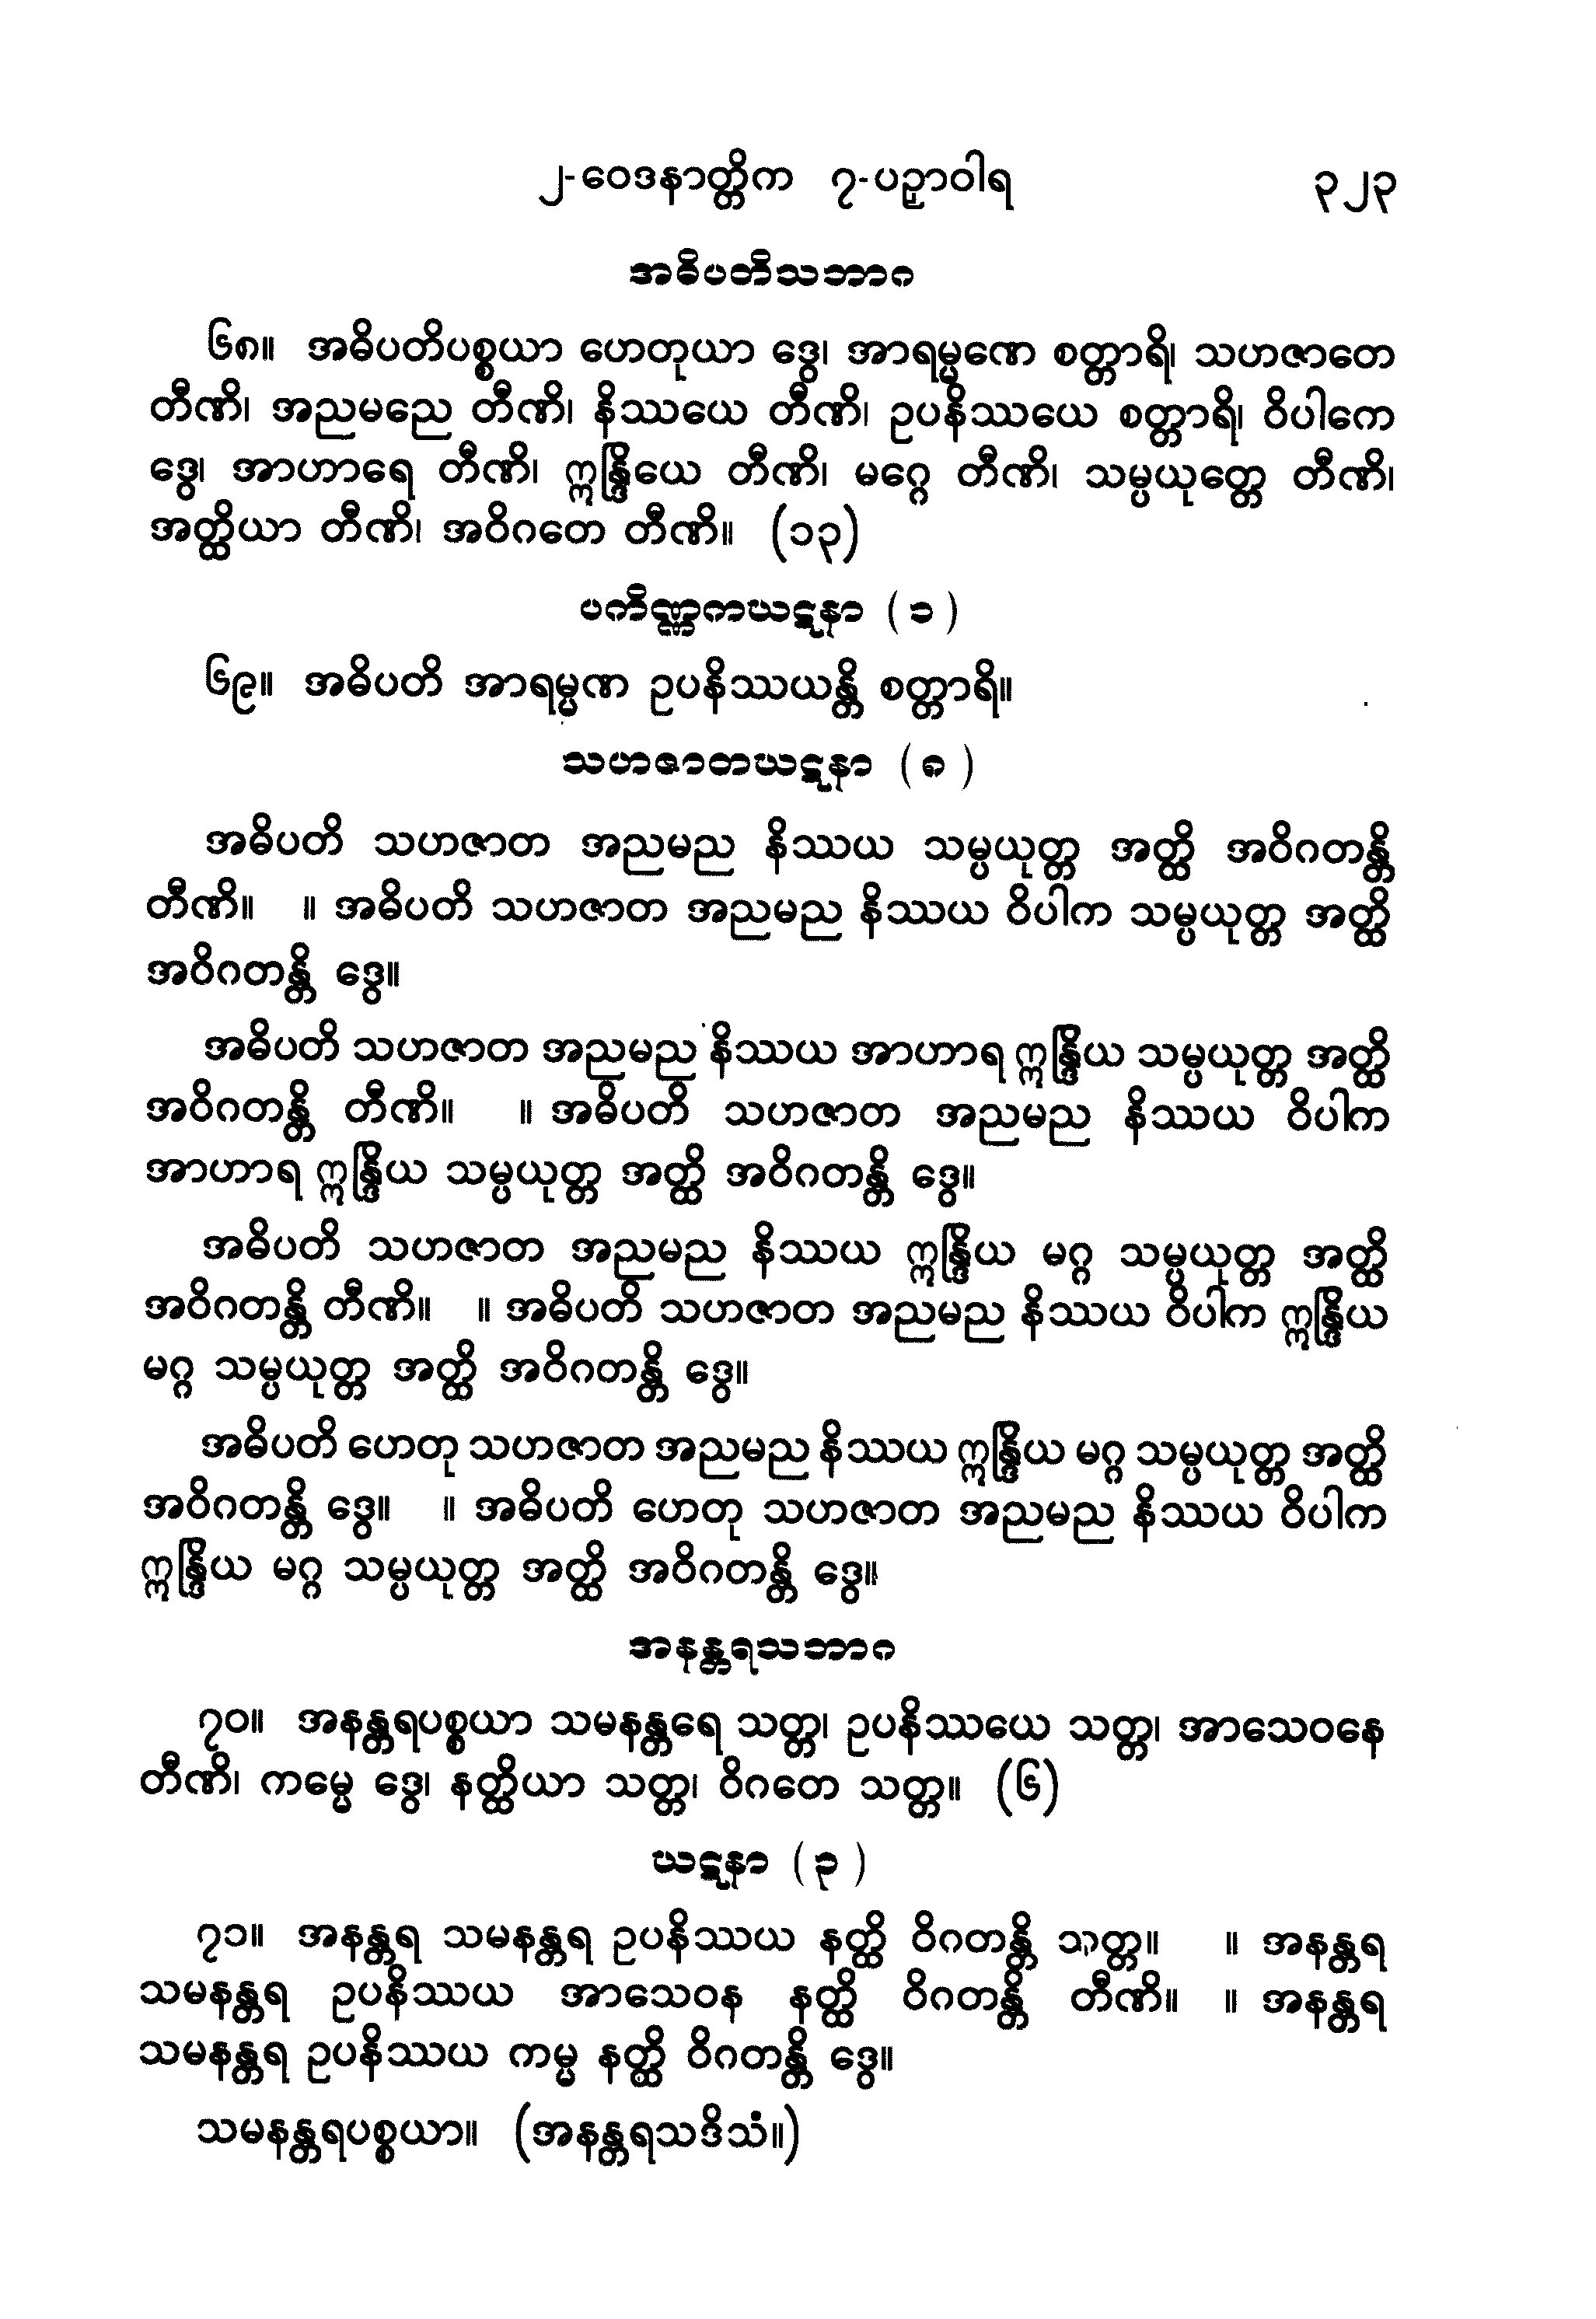 ၂-ဝေဒနာတ္တိက ၇-ပဉှာဝါရ ၃၂၃
အဓိပတိသဘာဂ
၆၈။ အဓိပတိပစ္စယာ ဟေတုယာ ဒွေ၊ အာရမ္မဏေ စတ္တာရိ၊ သဟဇာတေ
တီဏိ၊ အညမညေ တီဏိ၊ နိဿယေ တီဏိ၊ ဥပနိဿယေ စတ္တာရိ၊ ဝိပါကေ
ဒွေ၊ အာဟာရေ တီဏိ၊ ဣန္ဒြိယေ တီဏိ၊ မဂ္ဂေ တီဏိ၊ သမ္ပယုတ္တေ တီဏိ၊
အတ္ထိယာ တီဏိ၊ အဝိဂတေ တီဏိ။ (၁၃)
ပကိဏ္ဏကဃဋနာ (၁)
၆၉။ အဓိပတိ အာရမ္မဏ ဥပနိဿယန္တိ စတ္တာရိ။
သဟဇာတဃဋနာ (၈)
အဓိပတိ သဟဇာတ အညမည နိဿယ သမ္ပယုတ္တ အတ္ထိ အဝိဂတန္တိ
တီဏိ။ ။ အဓိပတိ သဟဇာတ အညမည နိဿယ ဝိပါက သမ္ပယုတ္တ အတ္ထိ
အဝိဂတန္တိ ဒွေ။
အဓိပတိ သဟဇာတ အညမည နိဿယ အာဟာရ ဣန္ဒြိယ သမ္ပယုတ္တ အတ္ထိ
အဝိဂတန္တိ တီဏိ။ ။ အဓိပတိ သဟဇာတ အညမည နိဿယ ဝိပါက
အာဟာရ ဣန္ဒြိယ သမ္ပယုတ္တ အတ္ထိ အဝိဂတန္တိ ဒွေ။
အဓိပတိ သဟဇာတ အညမည နိဿယ ဣန္ဒြိယ မဂ္ဂ သမ္ပယုတ္တ အတ္ထိ
အဝိဂတန္တိ တီဏိ။ ။ အဓိပတိ သဟဇာတ အညမည နိဿယ ဝိပါက ဣန္ဒြိယ
မဂ္ဂ သမ္ပယုတ္တ အတ္ထိ အဝိဂတန္တိ ဒွေ။
အဓိပတိ ဟေတု သဟဇာတ အညမည နိဿယ ဣန္ဒြိယ မဂ္ဂ သမ္ပယုတ္တ အတ္ထိ
အဝိဂတန္တိ ဒွေ။ ။ အဓိပတိ ဟေတု သဟဇာတ အညမည နိဿယ ဝိပါက
ဣန္ဒြိယ မဂ္ဂ သမ္ပယုတ္တ အတ္ထိ အဝိဂတန္တိ ဒွေ။
အနန္တရသဘာဂ
၇၀။ အနန္တရပစ္စယာ သမနန္တရေ သတ္တ၊ ဥပနိဿယေ သတ္တ၊ အာသေဝနေ
တီဏိ၊ ကမ္မေ ဒွေ၊ နတ္ထိယာ သတ္တ၊ ဝိဂတေ သတ္တ။ (၆)
ဃဋနာ (၃)
၇၁။ အနန္တရ သမနန္တရ ဥပနိဿယ နတ္ထိ ဝိဂတန္တိ သတ္တ။ ။ အနန္တရ
သမနန္တရ ဥပနိဿယ အာသေဝန နတ္ထိ ဝိဂတန္တိ တီဏိ။ ။ အနန္တရ
သမနန္တရ ဥပနိဿယ ကမ္မ နတ္ထိ ဝိဂတန္တိ ဒွေ။
သမနန္တရပစ္စယာ။ (အနန္တရသဒိသံ။)